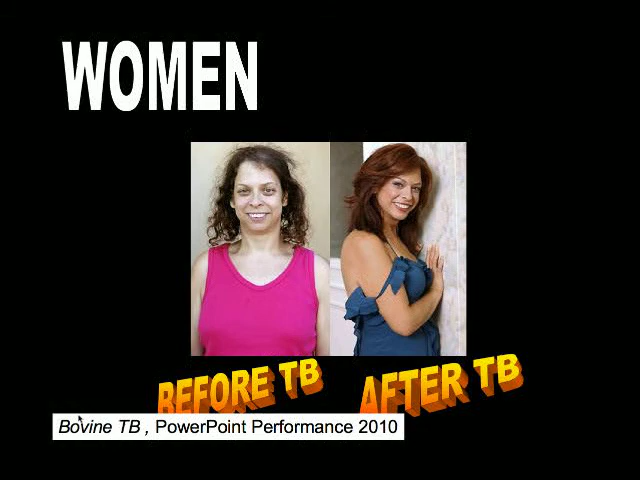 WOMEN
BEFORE TB
AFTER TB
Bovine TB , PowerPoint Performance 2010